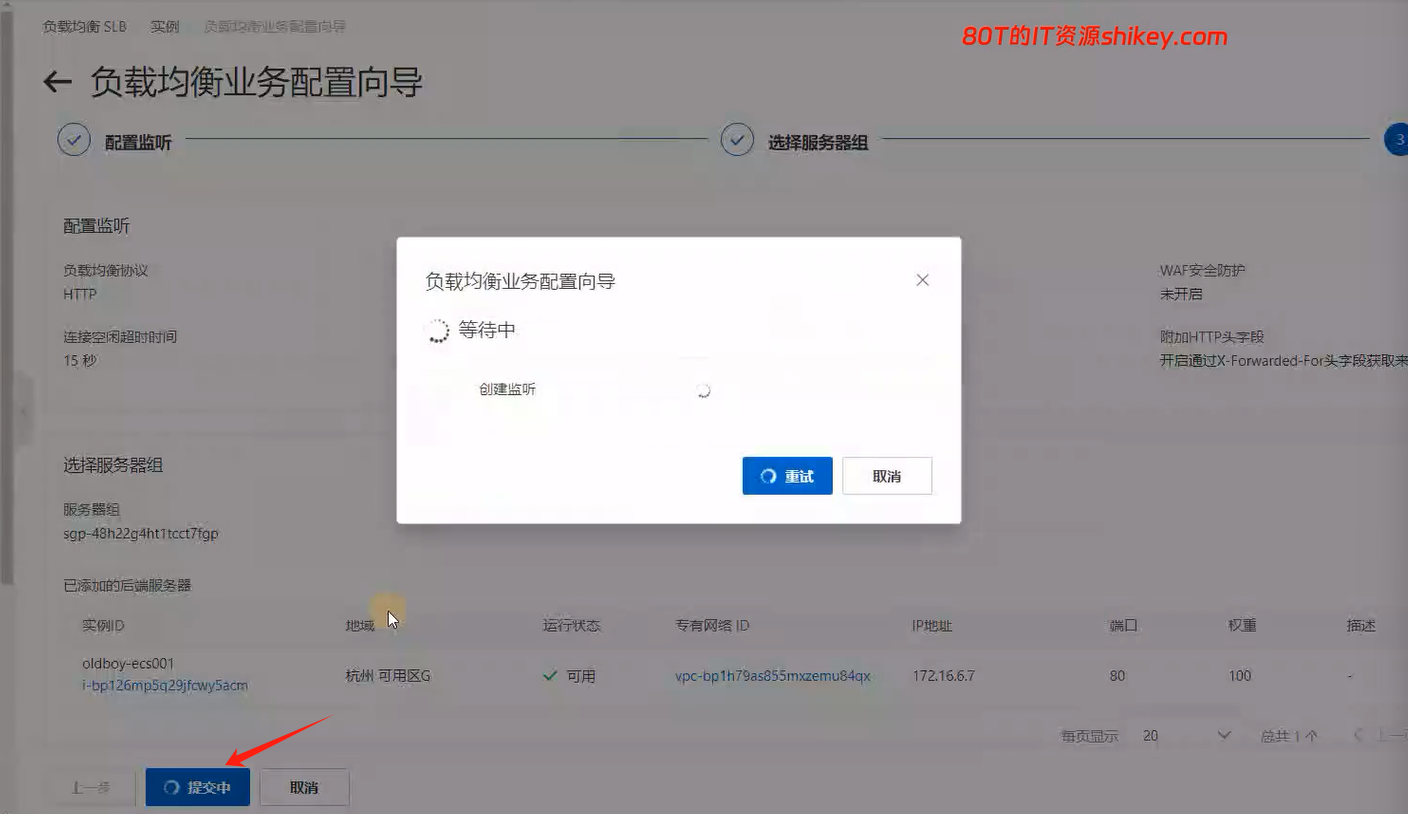 负载均衡 SLB 实例 负载均衡业务配置向导
80T的IT资源shikey.com
← 负载均衡业务配置向导
配置监听 选择服务器组 3
配置监听
负载均衡协议 WAF安全防护
HTTP 未开启
连接空闲超时时间 附加HTTP头字段
15 秒 开启通过X-Forwarded-For头字段获取来
负载均衡业务配置向导
等待中
创建监听
重试 取消
选择服务器组
服务器组
sgp-48h22g4ht1tcct7fgp
已添加的后端服务器
实例ID 地域 运行状态 专有网络 ID IP地址 端口 权重 描述
oldboy-ecs001
i-bp126mp5q29jfcwy5acm 杭州 可用区G 可用 vpc-bp1h79as855mxzemu84qx 172.16.6.7 80 100 -
每页显示 20 总共 1 个 上一
上一步 提交中 取消